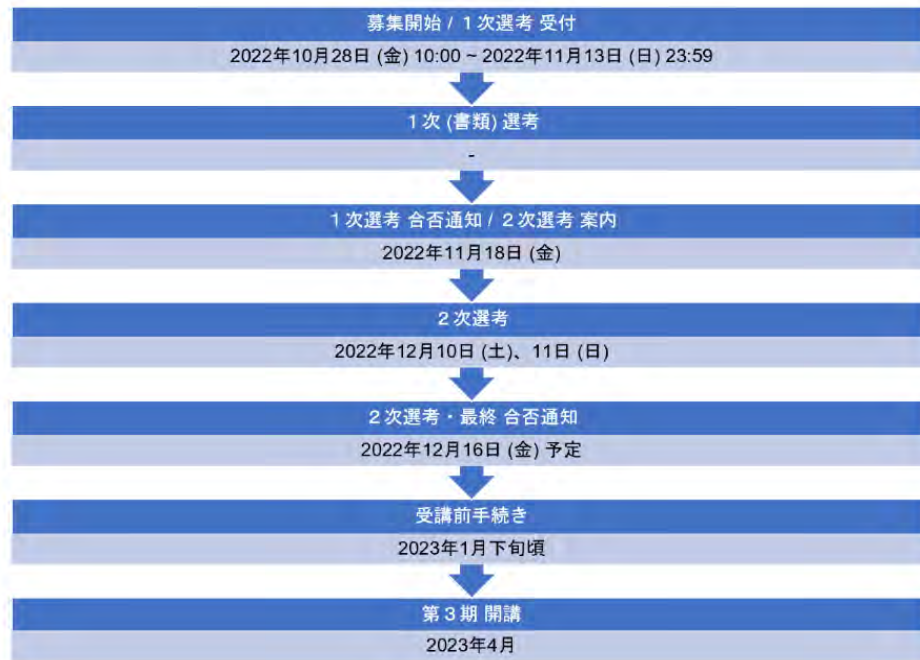 募集開始 / １次選考 受付
2022年10月28日 (金) 10:00 ~ 2022年11月13日 (日) 23:59
１次 (書類) 選考
-
１次選考 合否通知 / ２次選考 案内
2022年11月18日 (金)
２次選考
2022年12月10日 (土)、11日 (日)
２次選考・最終 合否通知
2022年12月16日 (金) 予定
受講前手続き
2023年1月下旬頃
第３期 開講
2023年4月